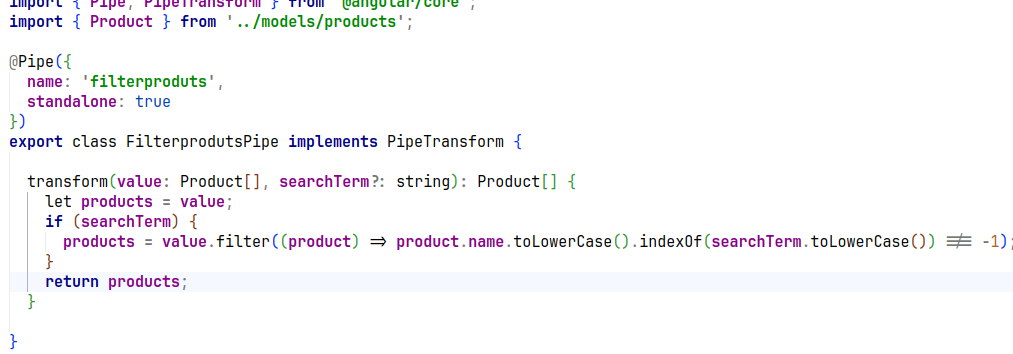 import { Pipe, PipeTransform } from '@angular/core';
import { Product } from '../models/products';
@Pipe({
name: 'filterproduts',
standalone: true
})
export class FilterprodutsPipe implements PipeTransform {
transform(value: Product[], searchTerm?: string): Product[] {
let products = value;
if (searchTerm) {
products = value.filter((product) => product.name.toLowerCase().indexOf(searchTerm.toLowerCase()) !== -1);
}
return products;
}
}